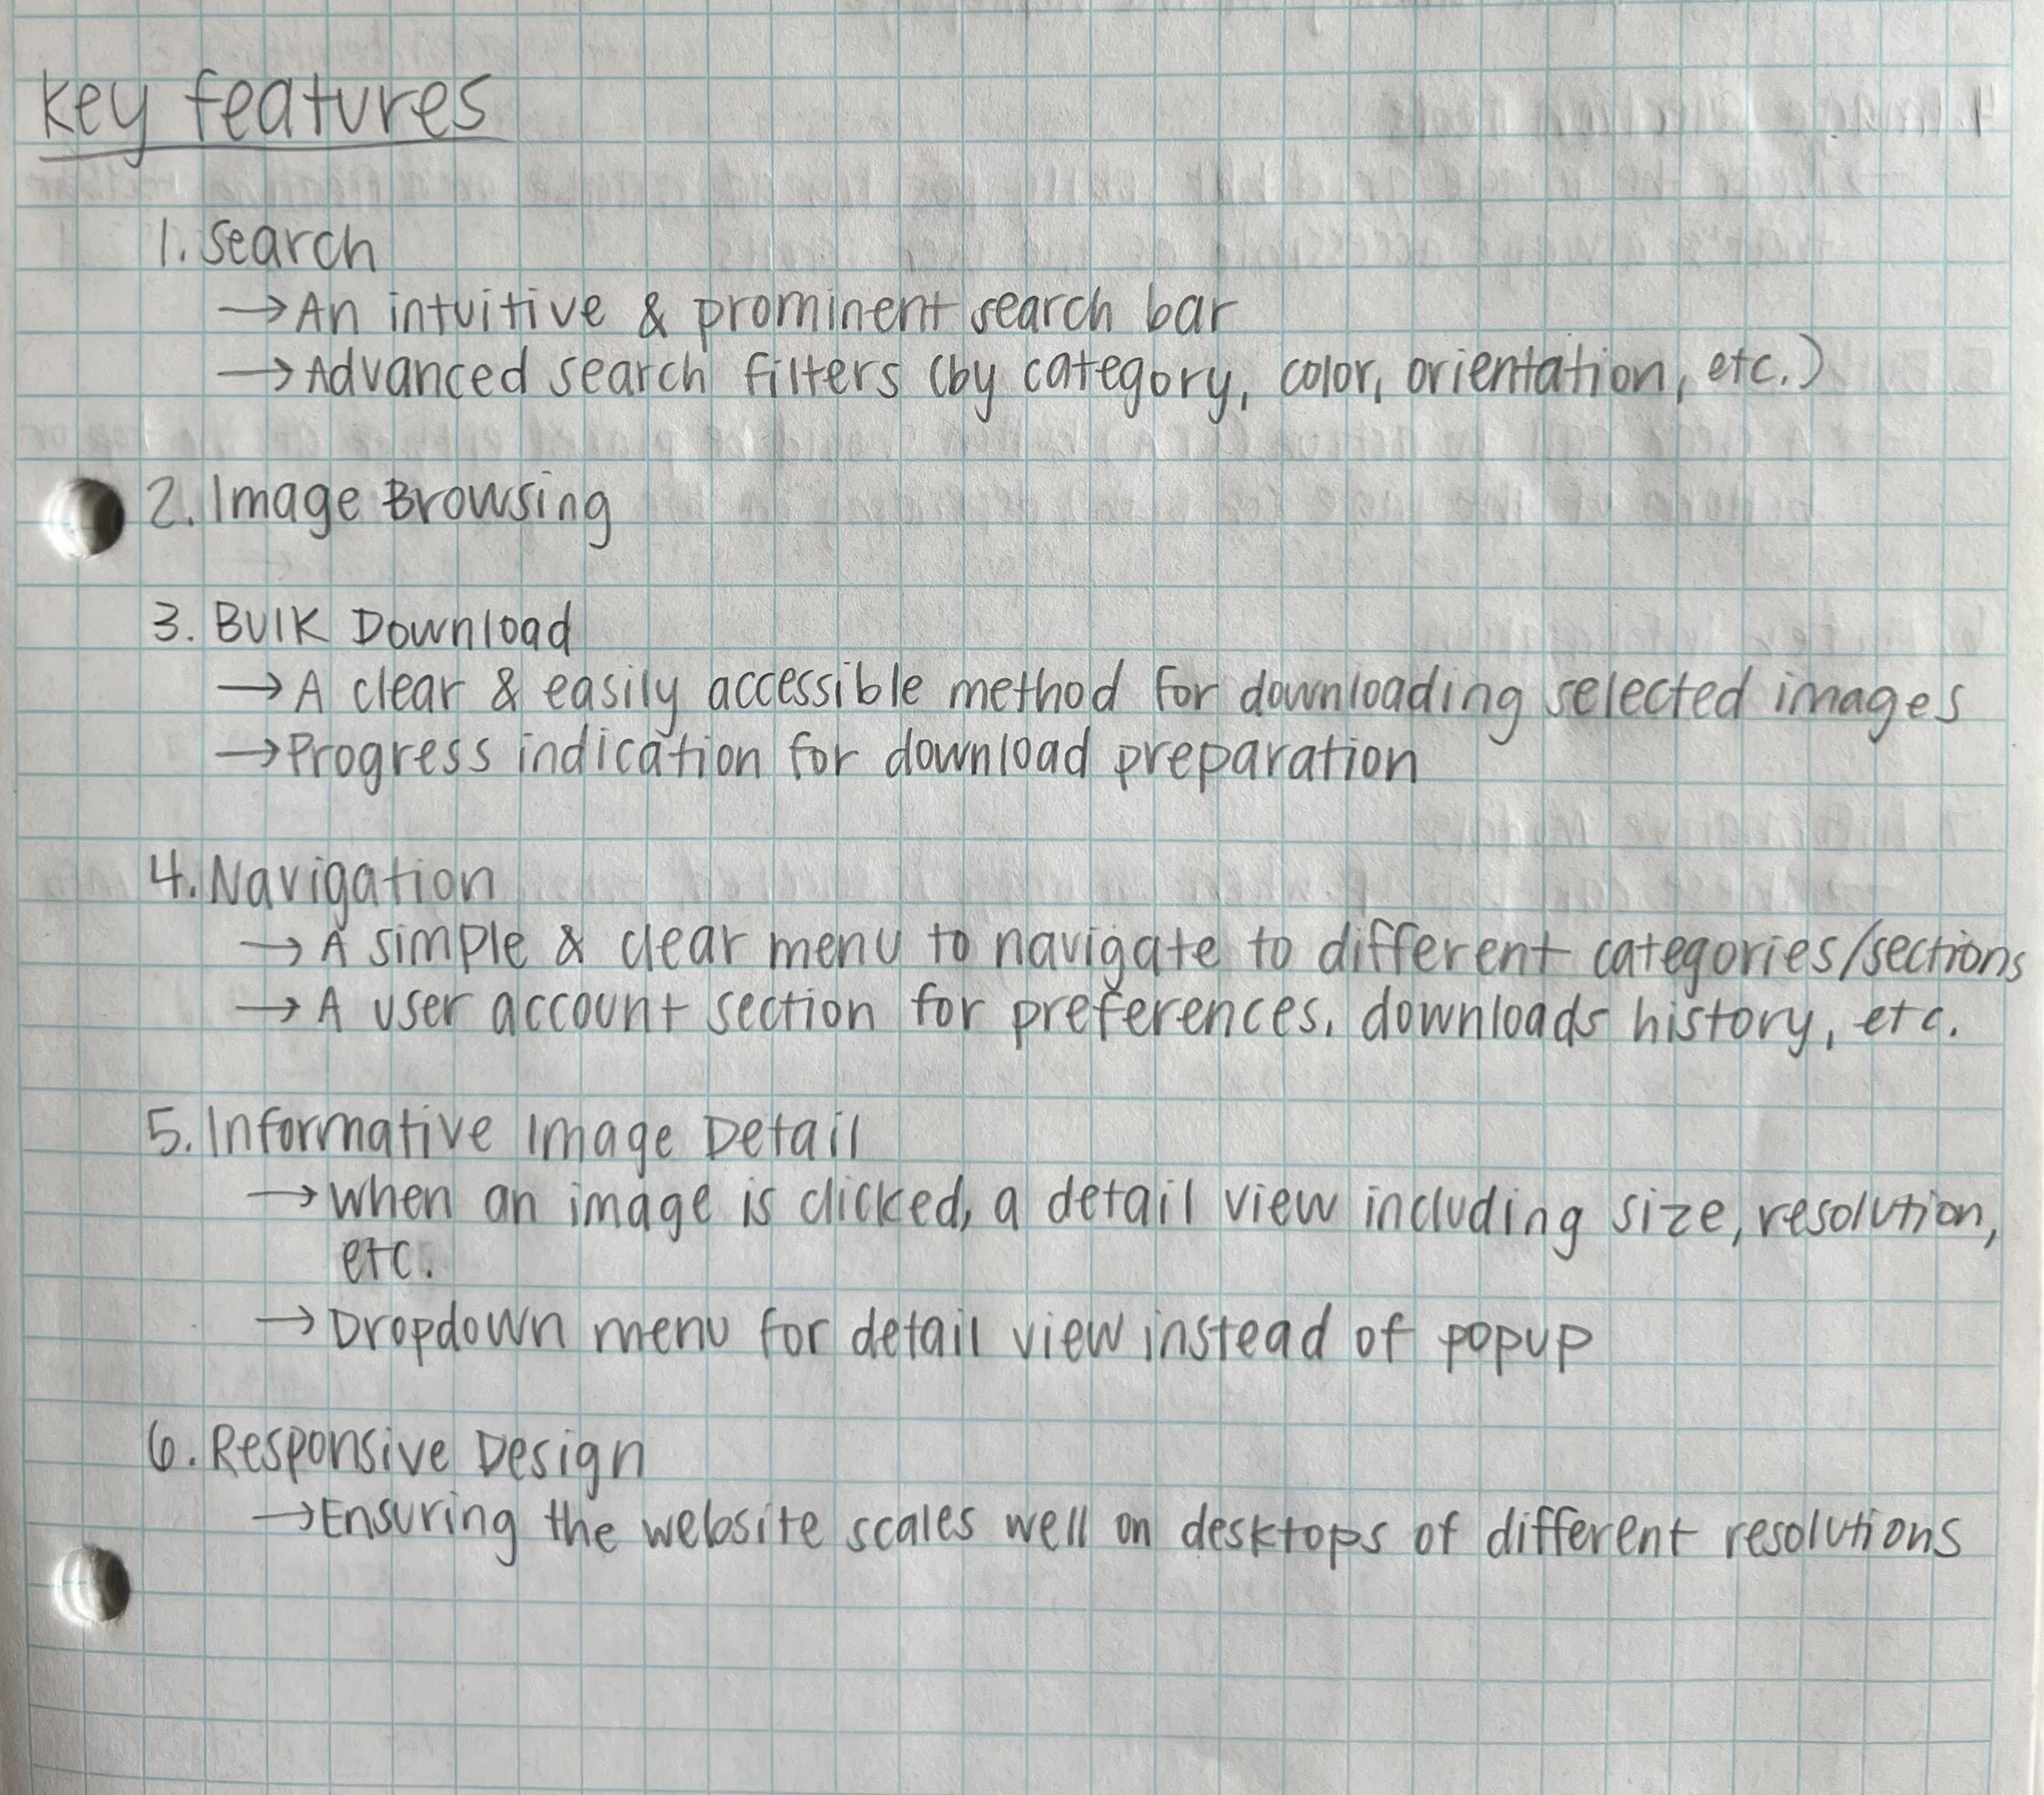 key features
1. Search
→ An intuitive & prominent search bar
→ Advanced search filters (by category, color, orientation, etc.)
2. Image Browsing
3. Bulk Download
→ A clear & easily accessible method for downloading selected images
→ Progress indication for download preparation
4. Navigation
→ A simple & clear menu to navigate to different categories/sections
→ A user account section for preferences, downloads history, etc.
5. Informative Image Detail
→ When an image is clicked, a detail view including size, resolution,
etc.
→ Dropdown menu for detail view instead of popup
6. Responsive Design
→ Ensuring the website scales well on desktops of different resolutions